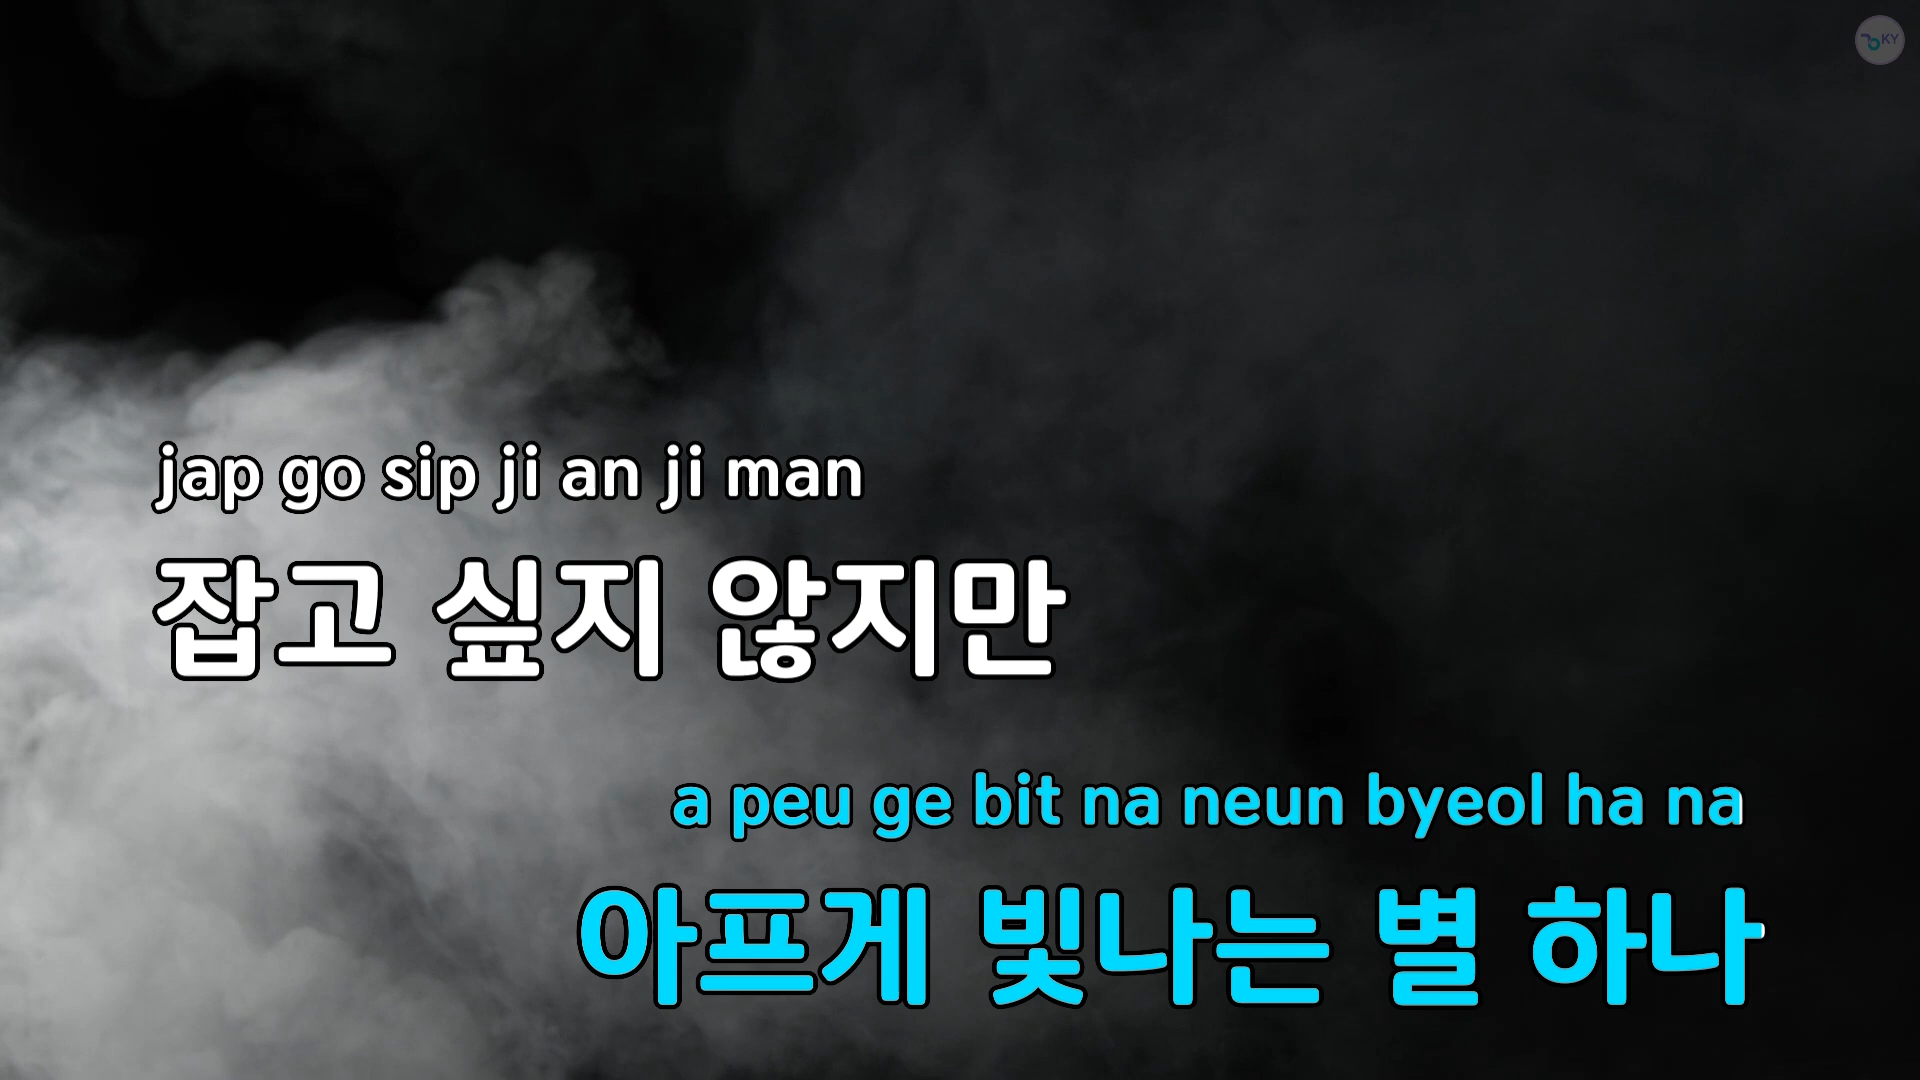 KY
jap go sip ji an ji man
잡고 싶지 않지만
a peu ge bit na neun byeol ha na
아프게 빛나는 별 하나